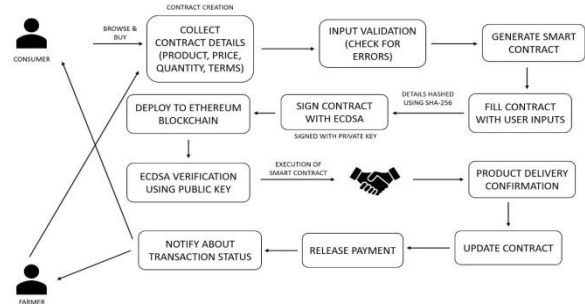 CONTRACT CREATION
BROWSE &
BUY
CONSUMER
COLLECT
CONTRACT DETAILS
(PRODUCT, PRICE,
QUANTITY, TERMS)
INPUT VALIDATION
(CHECK FOR
ERRORS)
GENERATE SMART
CONTRACT
DEPLOY TO ETHEREUM
BLOCKCHAIN
SIGN CONTRACT
WITH ECDSA
SIGNED WITH PRIVATE KEY
DETAILS HASHED
USING SHA-256
FILL CONTRACT
WITH USER INPUTS
ECDSA VERIFICATION
USING PUBLIC KEY
EXECUTION OF
SMART CONTRACT
PRODUCT DELIVERY
CONFIRMATION
NOTIFY ABOUT
TRANSACTION STATUS
RELEASE PAYMENT
UPDATE CONTRACT
FARMER